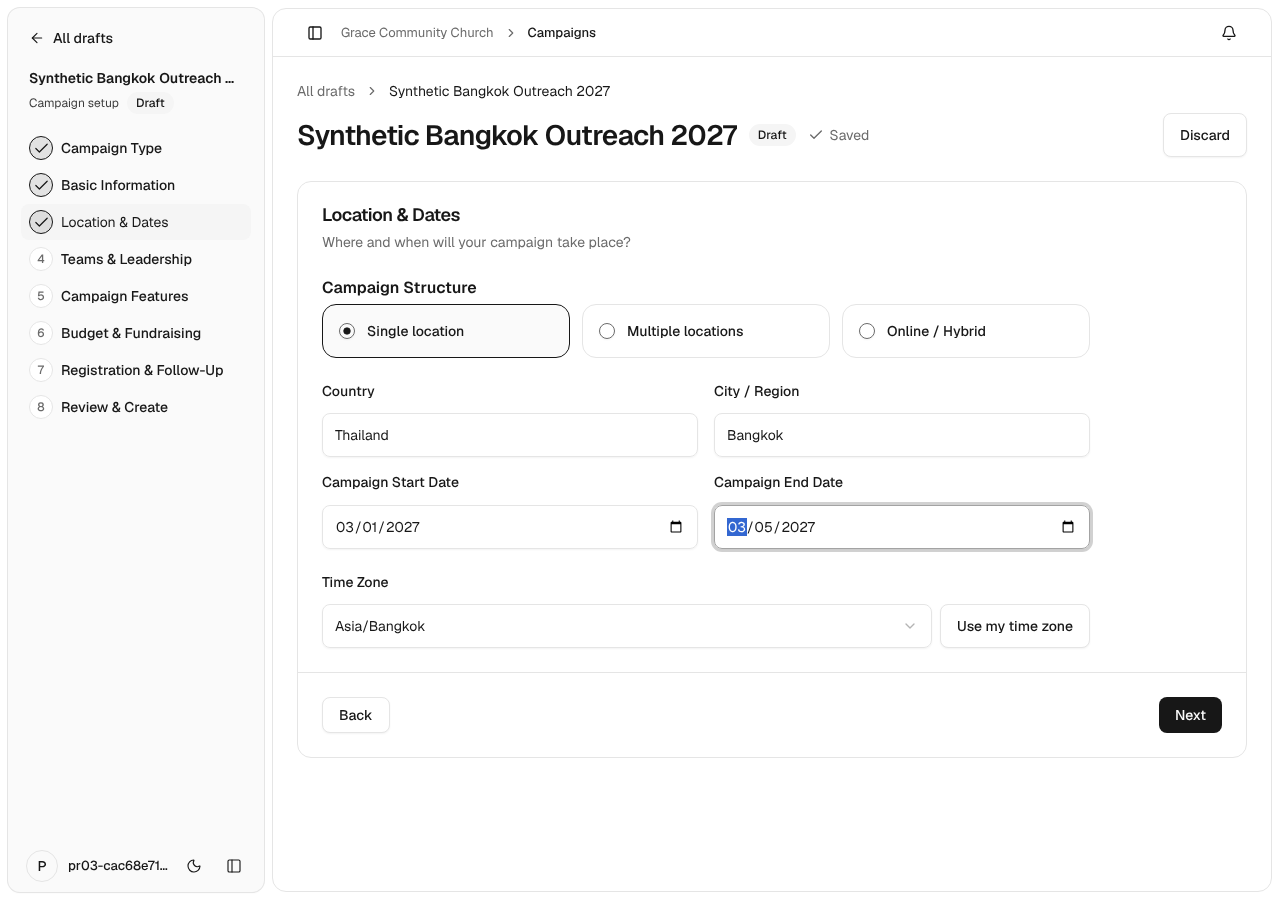 All drafts
Synthetic Bangkok Outreach ...
Campaign setup Draft
Campaign Type
Basic Information
Location & Dates
4 Teams & Leadership
5 Campaign Features
6 Budget & Fundraising
7 Registration & Follow-Up
8 Review & Create
P pr03-cac68e71...
Grace Community Church Campaigns
All drafts Synthetic Bangkok Outreach 2027
Synthetic Bangkok Outreach 2027 Draft Saved Discard
Location & Dates
Where and when will your campaign take place?
Campaign Structure
Single location Multiple locations Online / Hybrid
Country City / Region
Thailand Bangkok
Campaign Start Date Campaign End Date
03/01/2027 03/05/2027
Time Zone
Asia/Bangkok Use my time zone
Back Next